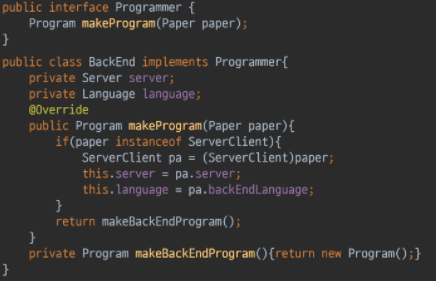 public interface Programmer {
    Program makeProgram(Paper paper);
}
public class BackEnd implements Programmer{
    private Server server;
    private Language language;
    @Override
    public Program makeProgram(Paper paper){
        if(paper instanceof ServerClient){
            ServerClient pa = (ServerClient)paper;
            this.server = pa.server;
            this.language = pa.backEndLanguage;
        }
        return makeBackEndProgram();
    }
    private Program makeBackEndProgram(){return new Program();}
}